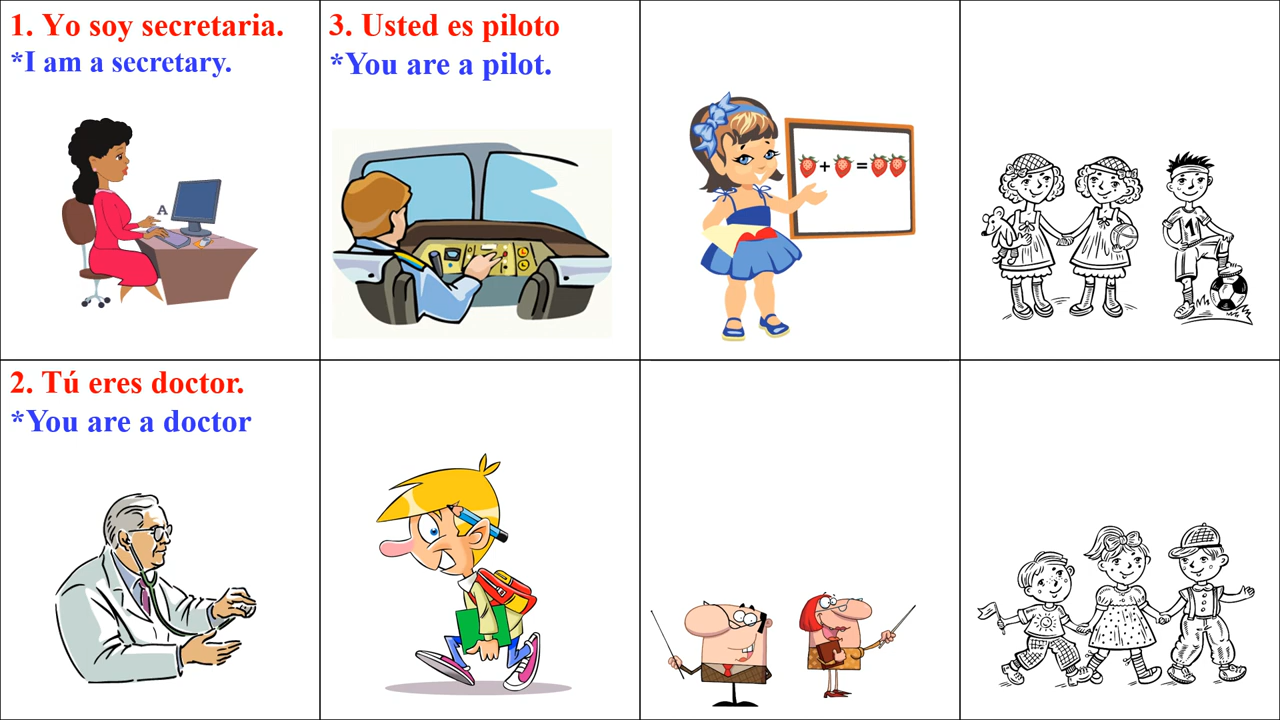 1. Yo soy secretaria.
*I am a secretary.
A
2. Tú eres doctor.
*You are a doctor
3. Usted es piloto
*You are a pilot.
+ =
1